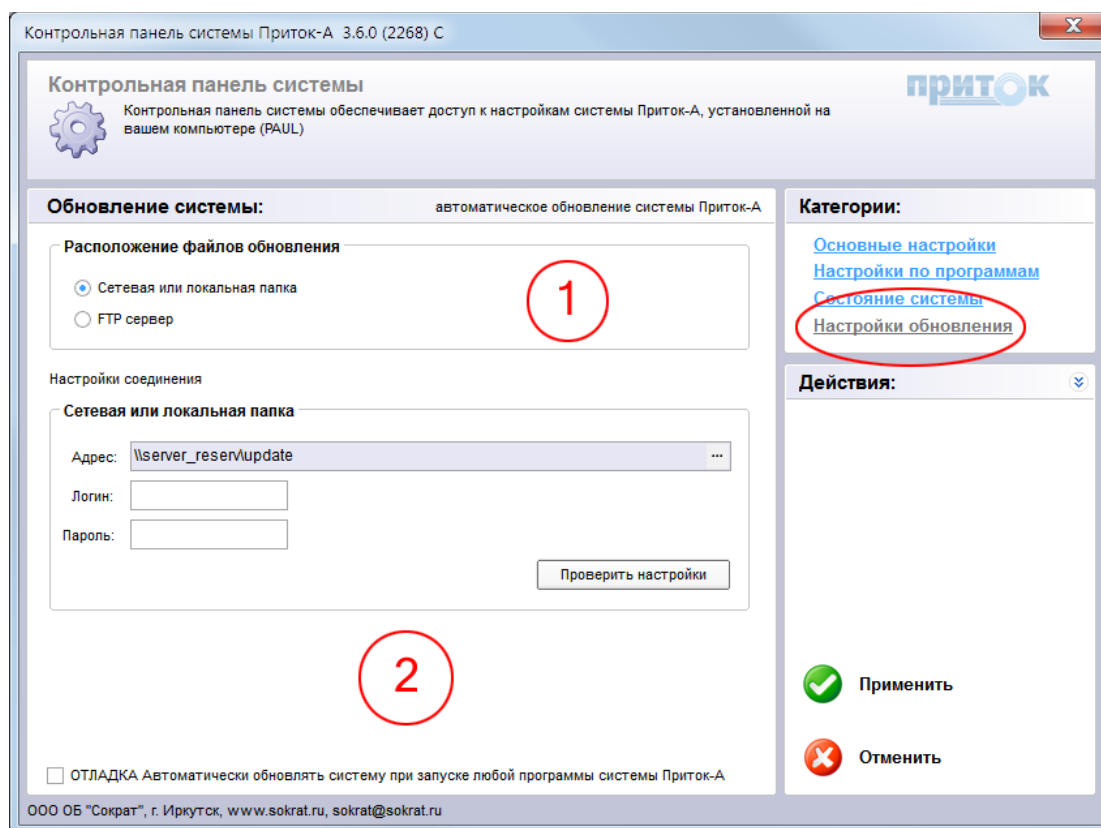 Контрольная панель системы Приток-А 3.6.0 (2268) C
X
Контрольная панель системы
приток
Контрольная панель системы обеспечивает доступ к настройкам системы Приток-А, установленной на
вашем компьютере (PAUL)
Обновление системы:
автоматическое обновление системы Приток-А
Расположение файлов обновления
Сетевая или локальная папка
FTP сервер
1
Настройки соединения
Сетевая или локальная папка
Адрес: \\server_reserv\update ...
Логин:
Пароль:
Проверить настройки
2
ОТЛАДКА Автоматически обновлять систему при запуске любой программы системы Приток-А
Категории:
Основные настройки
Настройки по программам
Состояние системы
Настройки обновления
Действия:
Применить
Отменить
ООО ОБ "Сократ", г. Иркутск, www.sokrat.ru, sokrat@sokrat.ru